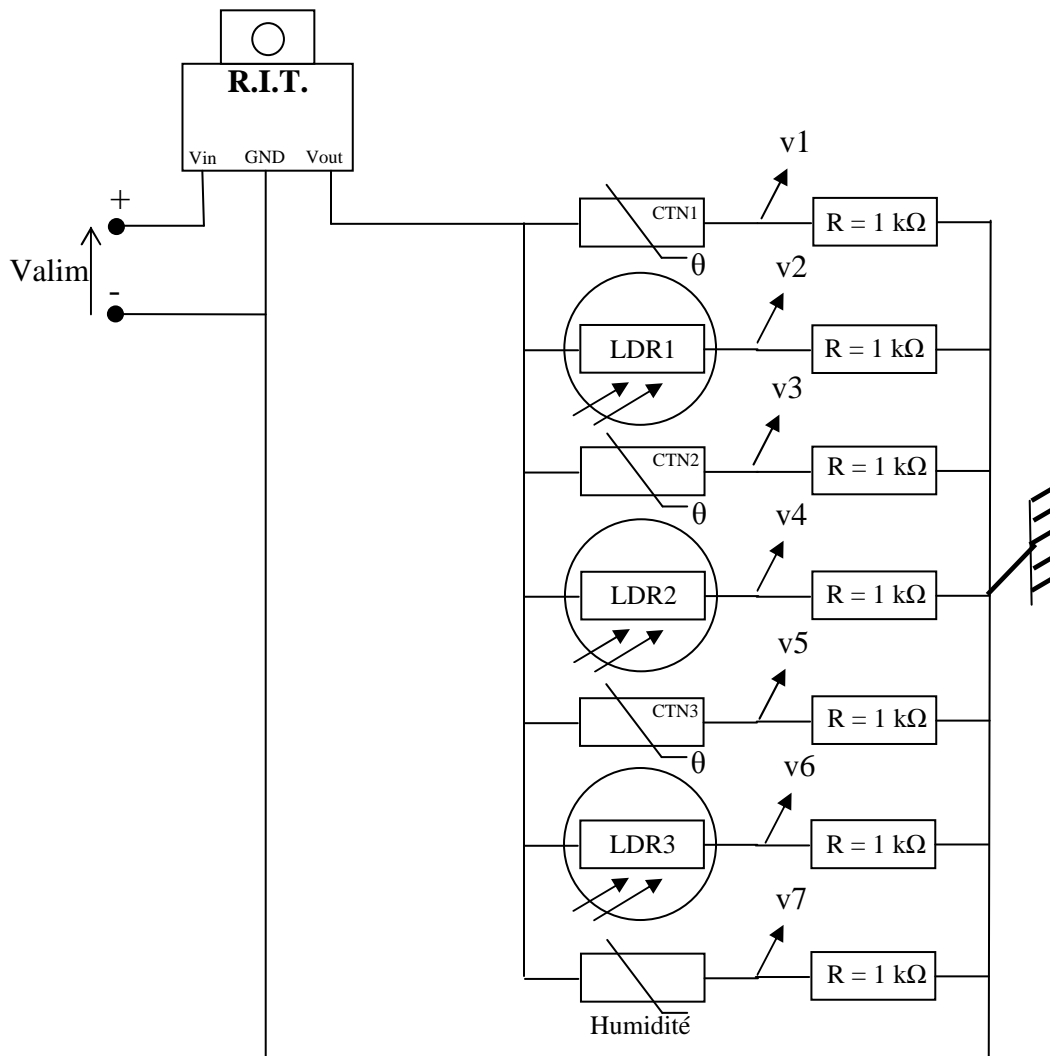 R.I.T.
Vin GND Vout
+
Valim
-
CTN1
θ
v1
R = 1 kΩ
LDR1
v2
R = 1 kΩ
CTN2
θ
v3
R = 1 kΩ
LDR2
v4
R = 1 kΩ
CTN3
θ
v5
R = 1 kΩ
LDR3
v6
R = 1 kΩ
v7
R = 1 kΩ
Humidité